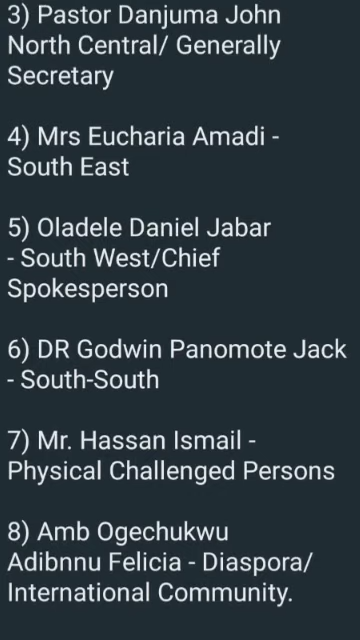 3) Pastor Danjuma John
North Central/ Generally
Secretary
4) Mrs Eucharia Amadi -
South East
5) Oladele Daniel Jabar
- South West/Chief
Spokesperson
6) DR Godwin Panomote Jack
- South-South
7) Mr. Hassan Ismail -
Physical Challenged Persons
8) Amb Ogechukwu
Adibnnu Felicia - Diaspora/
International Community.